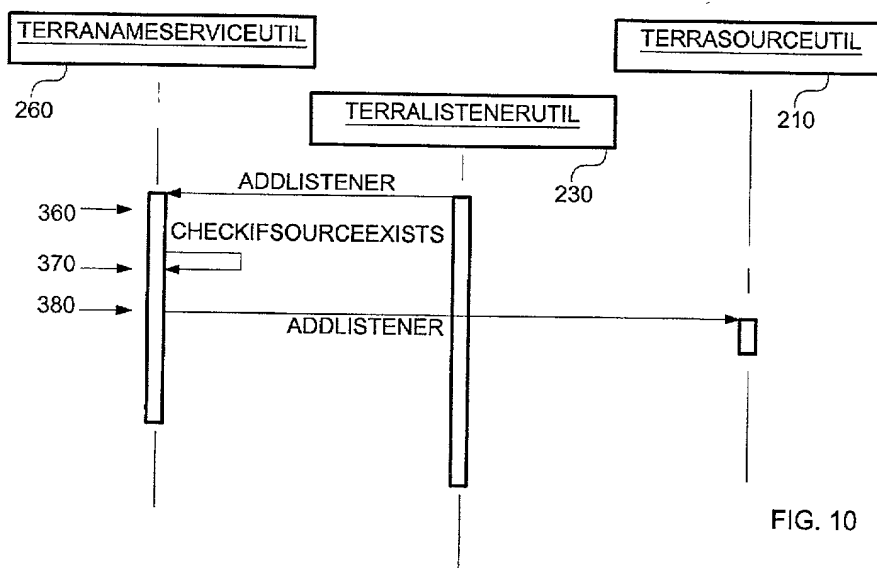 TERRANAMESERVICEUTIL
TERRASOURCEUTIL
260
210
TERRALISTENERUTIL
230
ADDLISTENER
360
CHECKIFSOURCEEXISTS
370
380
ADDLISTENER
FIG. 10